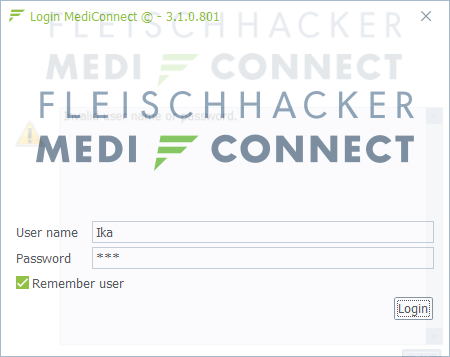 Login MediConnect © - 3.1.0.801
FLEISCHHACKER
MEDI CONNECT
FLEISCHHACKER
Invalid user name or password.
MEDI CONNECT
User name Ika
Password ***
Remember user
Login